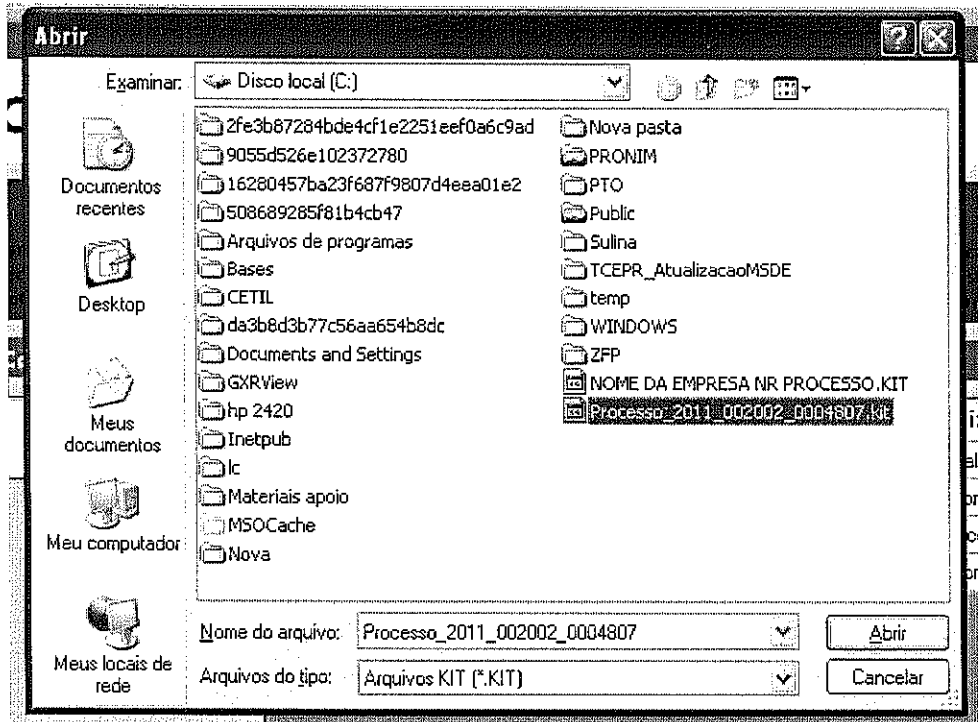 Abrir
Examinar:
Disco local (C:)
Documentos
recentes
Desktop
Meus
documentos
Meu computador
Meus locais de
rede
2fe3b87284bde4cf1e2251eef0a6c9ad
9055d526e102372780
16280457ba23f687f9807d4eea01e2
508689285f81b4cb47
Arquivos de programas
Bases
CETIL
da3b8d3b77c56aa654b8dc
Documents and Settings
GXRView
hp 2420
Inetpub
lc
Materiais apoio
MSOCache
Nova
Nova pasta
PRONIM
PTO
Public
Sulina
TCEPR_AtualizacaoMSDE
temp
WINDOWS
ZFP
NOME DA EMPRESA NR PROCESSO.KIT
Processo_2011_002002_0004807.kit
Nome do arquivo:
Processo_2011_002002_0004807
Abrir
Arquivos do tipo:
Arquivos KIT (*.KIT)
Cancelar